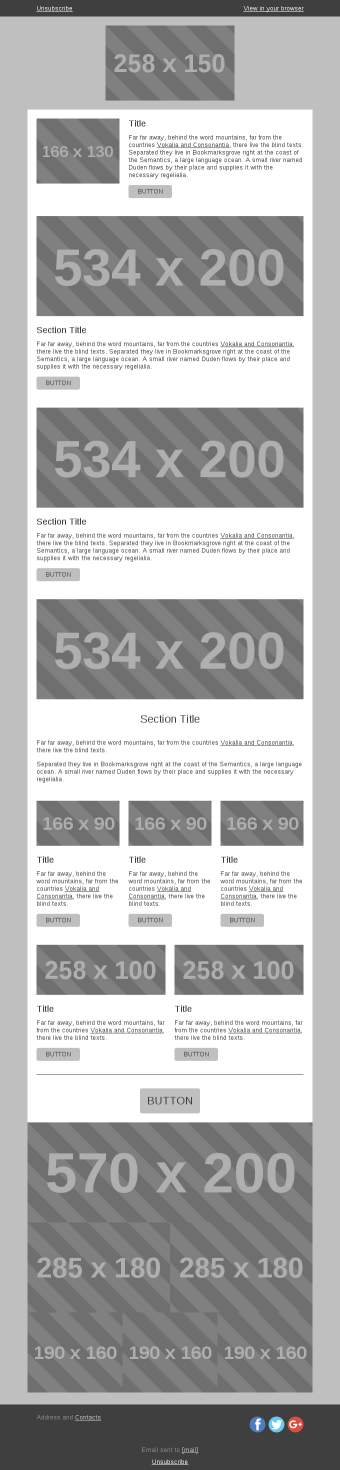 Unsubscribe
View in your browser
258 x 150
166 x 130
Title
Far far away, behind the word mountains, far from the
countries Vokalia and Consonantia, there live the blind texts.
Separated they live in Bookmarksgrove right at the coast of
the Semantics, a large language ocean. A small river named
Duden flows by their place and supplies it with the
necessary regelialia.
BUTTON
534 x 200
Section Title
Far far away, behind the word mountains, far from the countries Vokalia and Consonantia,
there live the blind texts. Separated they live in Bookmarksgrove right at the coast of the
Semantics, a large language ocean. A small river named Duden flows by their place and
supplies it with the necessary regelialia.
BUTTON
534 x 200
Section Title
Far far away, behind the word mountains, far from the countries Vokalia and Consonantia,
there live the blind texts. Separated they live in Bookmarksgrove right at the coast of the
Semantics, a large language ocean. A small river named Duden flows by their place and
supplies it with the necessary regelialia.
BUTTON
534 x 200
Section Title
Far far away, behind the word mountains, far from the countries Vokalia and Consonantia,
there live the blind texts.
Separated they live in Bookmarksgrove right at the coast of the Semantics, a large language
ocean. A small river named Duden flows by their place and supplies it with the necessary
regelialia.
166 x 90
Title
Far far away, behind the
word mountains, far from the
countries Vokalia and
Consonantia, there live the
blind texts.
BUTTON
166 x 90
Title
Far far away, behind the
word mountains, far from the
countries Vokalia and
Consonantia, there live the
blind texts.
BUTTON
166 x 90
Title
Far far away, behind the
word mountains, far from the
countries Vokalia and
Consonantia, there live the
blind texts.
BUTTON
258 x 100
Title
Far far away, behind the word mountains, far
from the countries Vokalia and Consonantia,
there live the blind texts.
BUTTON
258 x 100
Title
Far far away, behind the word mountains, far
from the countries Vokalia and Consonantia,
there live the blind texts.
BUTTON
BUTTON
570 x 200
285 x 180
285 x 180
190 x 160
190 x 160
190 x 160
Address and Contacts
Email sent to [mail]
Unsubscribe